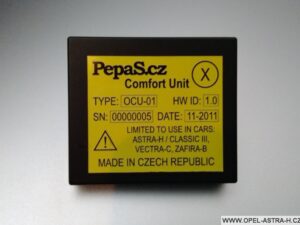 PepaS.cz
Comfort Unit
X
TYPE: OCU-01 HW ID: 1.0
SN: 00000005 DATE: 11-2011
LIMITED TO USE IN CARS:
ASTRA-H / CLASSIC III,
VECTRA-C, ZAFIRA-B
MADE IN CZECH REPUBLIC
WWW.OPEL-ASTRA-H.CZ